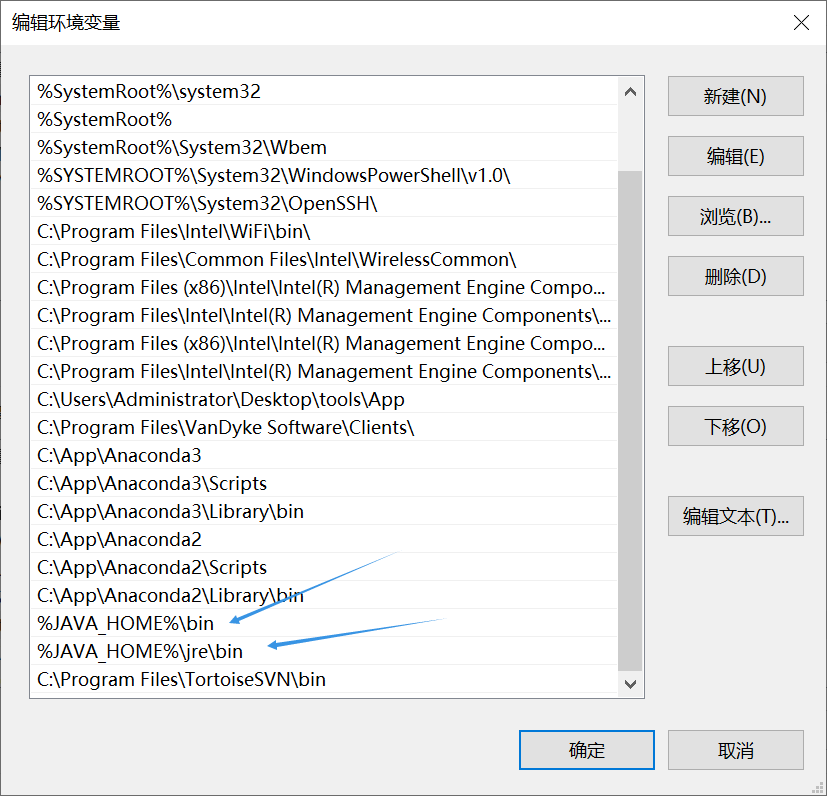 编辑环境变量
%SystemRoot%\system32
%SystemRoot%
%SystemRoot%\System32\Wbem
%SYSTEMROOT%\System32\WindowsPowerShell\v1.0\
%SYSTEMROOT%\System32\OpenSSH\
C:\Program Files\Intel\WiFi\bin\
C:\Program Files\Common Files\Intel\WirelessCommon\
C:\Program Files (x86)\Intel\Intel(R) Management Engine Compo...
C:\Program Files\Intel\Intel(R) Management Engine Components\...
C:\Program Files (x86)\Intel\Intel(R) Management Engine Compo...
C:\Program Files\Intel\Intel(R) Management Engine Components\...
C:\Users\Administrator\Desktop\tools\App
C:\Program Files\VanDyke Software\Clients\
C:\App\Anaconda3
C:\App\Anaconda3\Scripts
C:\App\Anaconda3\Library\bin
C:\App\Anaconda2
C:\App\Anaconda2\Scripts
C:\App\Anaconda2\Library\bin
%JAVA_HOME%\bin
%JAVA_HOME%\jre\bin
C:\Program Files\TortoiseSVN\bin
新建(N)
编辑(E)
浏览(B)...
删除(D)
上移(U)
下移(O)
编辑文本(T)...
确定
取消